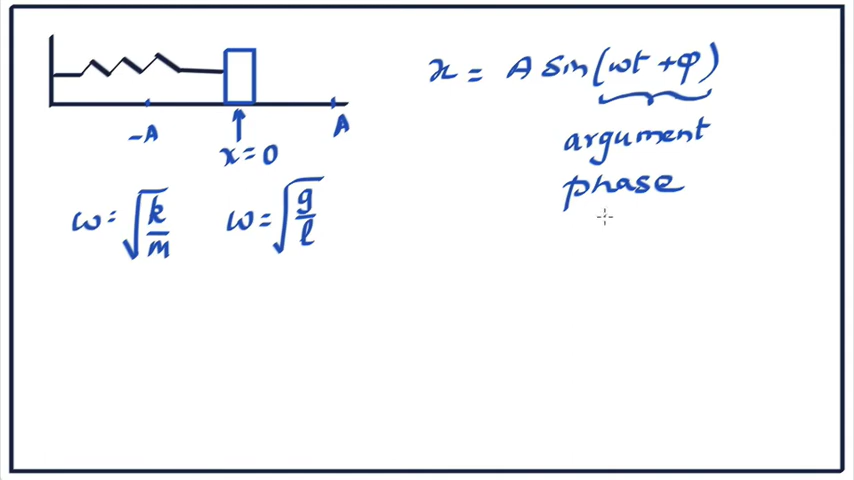 x = A sin(ωt + φ)
argument
phase
-A
A
x = 0
ω = √(k/m)
ω = √(g/l)